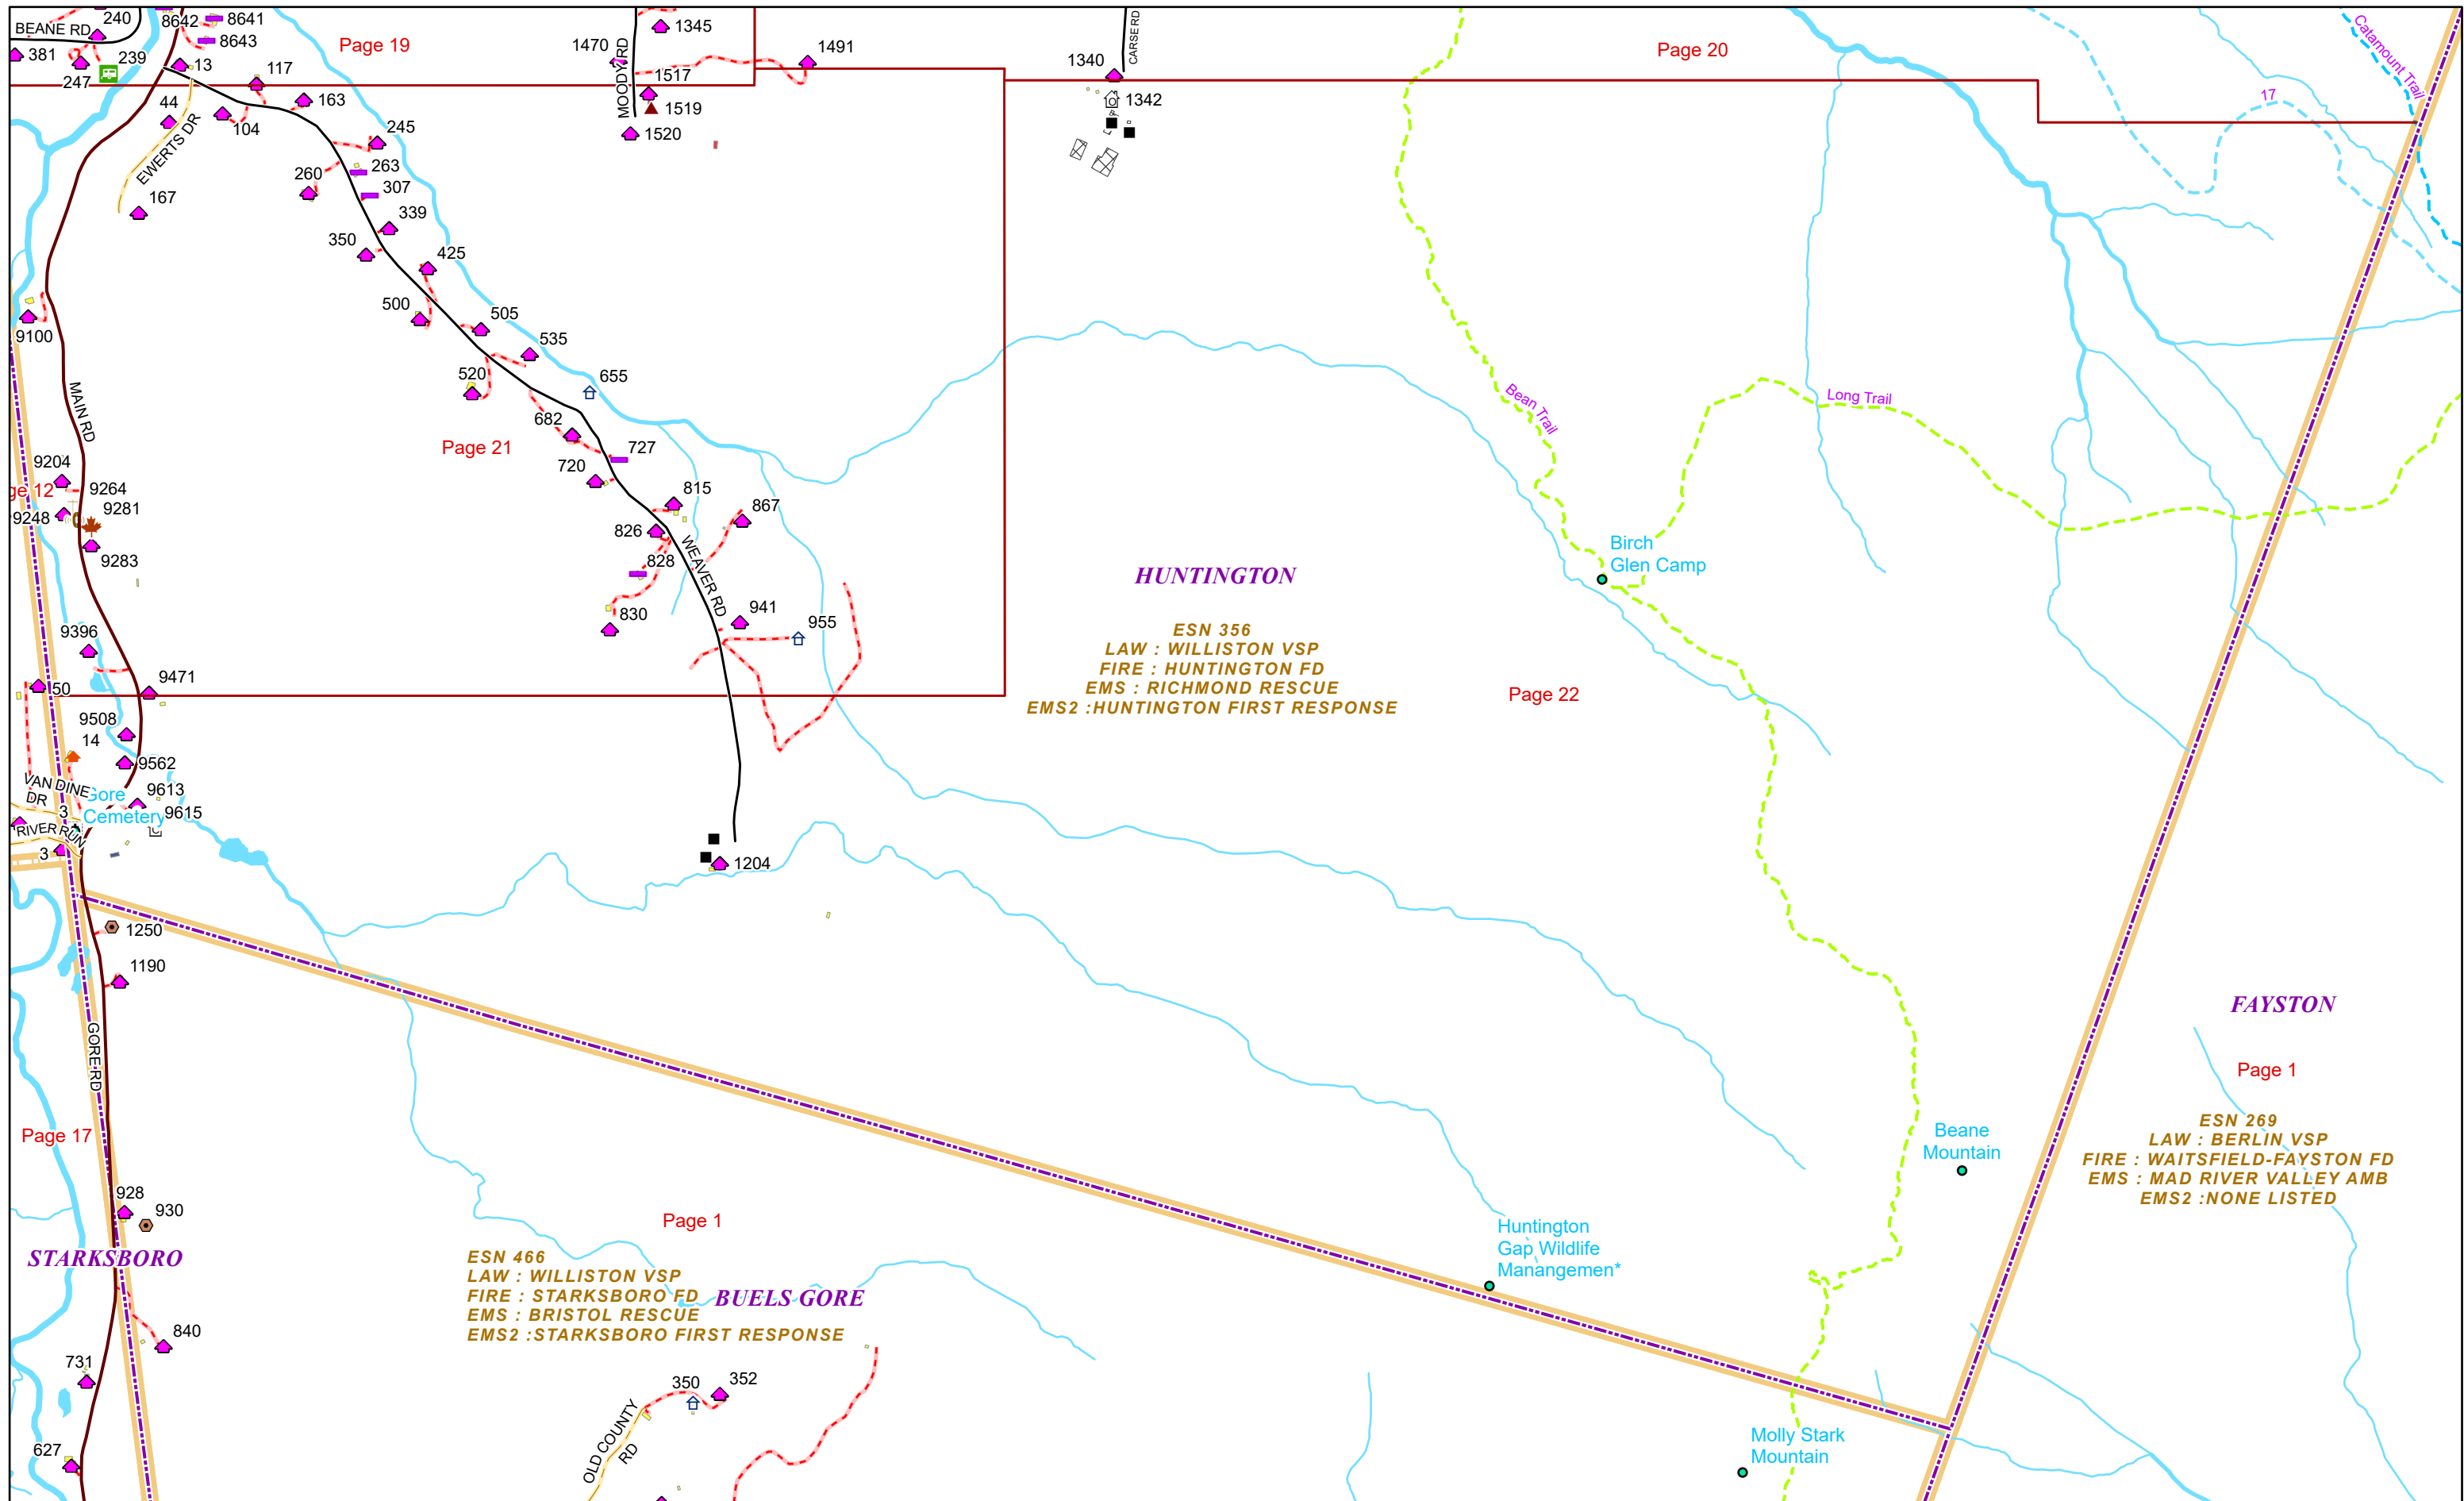 240
8642
8641
BEANE RD
8643
Page 19
1470
1345
1491
CARSE RD
Page 20
Catamount Trail
381
239
13
117
MOODY RD
1517
1340
247
163
1519
1342
17
44
104
EWERTS DR
245
1520
263
260
307
167
339
350
425
500
505
9100
535
520
655
MAIN RD
Bean Trail
Long Trail
682
Page 21
727
9204
720
ge 12
9264
815
9248
9281
867
826
WEAVER RD
9283
828
Birch
Glen Camp
HUNTINGTON
830
941
955
9396
ESN 356
LAW : WILLISTON VSP
FIRE : HUNTINGTON FD
EMS : RICHMOND RESCUE
EMS2 :HUNTINGTON FIRST RESPONSE
50
9471
Page 22
9508
14
9562
VAN DINE
DR
Gore
Cemetery
9613
3
9615
RIVER RUN
3
1204
1250
1190
FAYSTON
GORE RD
Page 1
Page 17
ESN 269
LAW : BERLIN VSP
FIRE : WAITSFIELD-FAYSTON FD
EMS : MAD RIVER VALLEY AMB
EMS2 :NONE LISTED
Beane
Mountain
928
930
Page 1
Huntington
Gap Wildlife
Manangemen*
STARKSBORO
ESN 466
LAW : WILLISTON VSP
FIRE : STARKSBORO FD
EMS : BRISTOL RESCUE
EMS2 :STARKSBORO FIRST RESPONSE
BUELS GORE
840
731
350
352
OLD COUNTY
RD
627
Molly Stark
Mountain